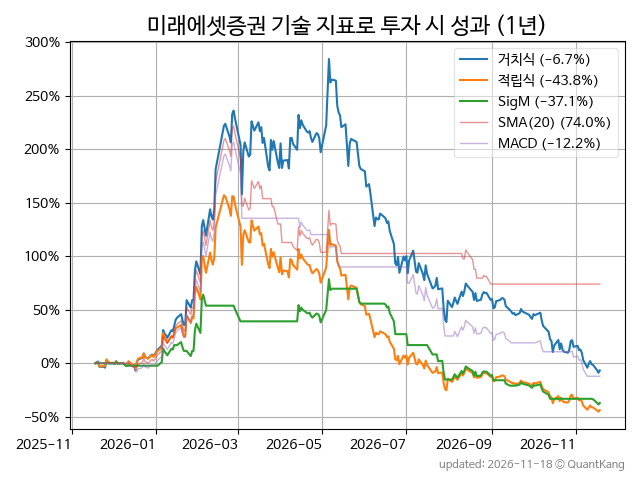 미래에셋증권 기술 지표로 투자 시 성과 (1년)
거치식 (−6.7%)
적립식 (−43.8%)
SigM (−37.1%)
SMA(20) (74.0%)
MACD (−12.2%)
300%
250%
200%
150%
100%
50%
0%
−50%
2025-11 2026-01 2026-03 2026-05 2026-07 2026-09 2026-11
updated: 2026-11-18 © QuantKang